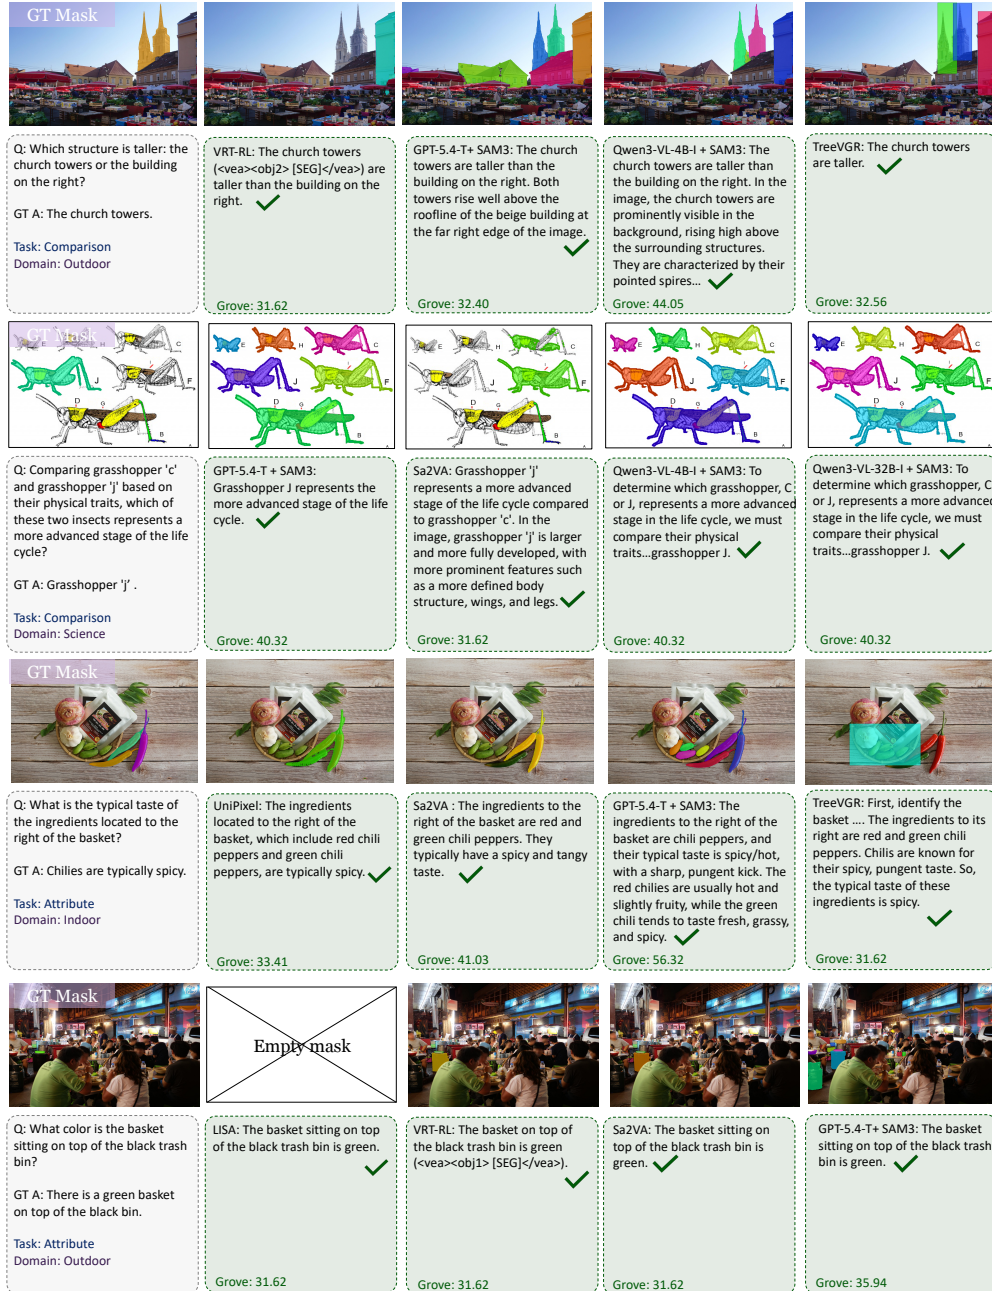 GT Mask
Q: Which structure is taller: the
church towers or the building
on the right?
GT A: The church towers.
Task: Comparison
Domain: Outdoor
VRT-RL: The church towers
(<vea><obj2> [SEG]</vea>) are
taller than the building on the
right.
Grove: 31.62
GPT-5.4-T+ SAM3: The church
towers are taller than the
building on the right. Both
towers rise well above the
roofline of the beige building at
the far right edge of the image.
Grove: 32.40
Qwen3-VL-4B-I + SAM3: The
church towers are taller than
the building on the right. In the
image, the church towers are
prominently visible in the
background, rising high above
the surrounding structures.
They are characterized by their
pointed spires...
Grove: 44.05
TreeVGR: The church towers
are taller.
Grove: 32.56
GT Mask
E H C
J F
D G
B
E H C
J F
D G
B
E H C
J F
D G
B
E H C
J F
D G
B
E H C
J F
D G
B
Q: Comparing grasshopper 'c'
and grasshopper 'j' based on
their physical traits, which of
these two insects represents a
more advanced stage of the life
cycle?
GT A: Grasshopper 'j' .
Task: Comparison
Domain: Science
GPT-5.4-T + SAM3:
Grasshopper J represents the
more advanced stage of the life
cycle.
Grove: 40.32
Sa2VA: Grasshopper 'j'
represents a more advanced
stage of the life cycle compared
to grasshopper 'c'. In the
image, grasshopper 'j' is larger
and more fully developed, with
more prominent features such
as a more defined body
structure, wings, and legs.
Grove: 31.62
Qwen3-VL-4B-I + SAM3: To
determine which grasshopper, C
or J, represents a more advanced
stage in the life cycle, we must
compare their physical
traits...grasshopper J.
Grove: 40.32
Qwen3-VL-32B-I + SAM3: To
determine which grasshopper, C
or J, represents a more advanced
stage in the life cycle, we must
compare their physical
traits...grasshopper J.
Grove: 40.32
GT Mask
Q: What is the typical taste of
the ingredients located to the
right of the basket?
GT A: Chilies are typically spicy.
Task: Attribute
Domain: Indoor
UniPixel: The ingredients
located to the right of the
basket, which include red chili
peppers and green chili
peppers, are typically spicy.
Grove: 33.41
Sa2VA : The ingredients to the
right of the basket are red and
green chili peppers. They
typically have a spicy and tangy
taste.
Grove: 41.03
GPT-5.4-T + SAM3: The
ingredients to the right of the
basket are chili peppers, and
their typical taste is spicy/hot,
with a sharp, pungent kick. The
red chilies are usually hot and
slightly fruity, while the green
chili tends to taste fresh, grassy,
and spicy.
Grove: 56.32
TreeVGR: First, identify the
basket .... The ingredients to its
right are red and green chili
peppers. Chilis are known for
their spicy, pungent taste. So,
the typical taste of these
ingredients is spicy.
Grove: 31.62
GT Mask
Empty mask
Q: What color is the basket
sitting on top of the black trash
bin?
GT A: There is a green basket
on top of the black bin.
Task: Attribute
Domain: Outdoor
LISA: The basket sitting on top
of the black trash bin is green.
Grove: 31.62
VRT-RL: The basket on top of
the black trash bin is green
(<vea><obj1> [SEG]</vea>).
Grove: 31.62
Sa2VA: The basket sitting on
top of the black trash bin is
green.
Grove: 31.62
GPT-5.4-T+ SAM3: The basket
sitting on top of the black trash
bin is green.
Grove: 35.94